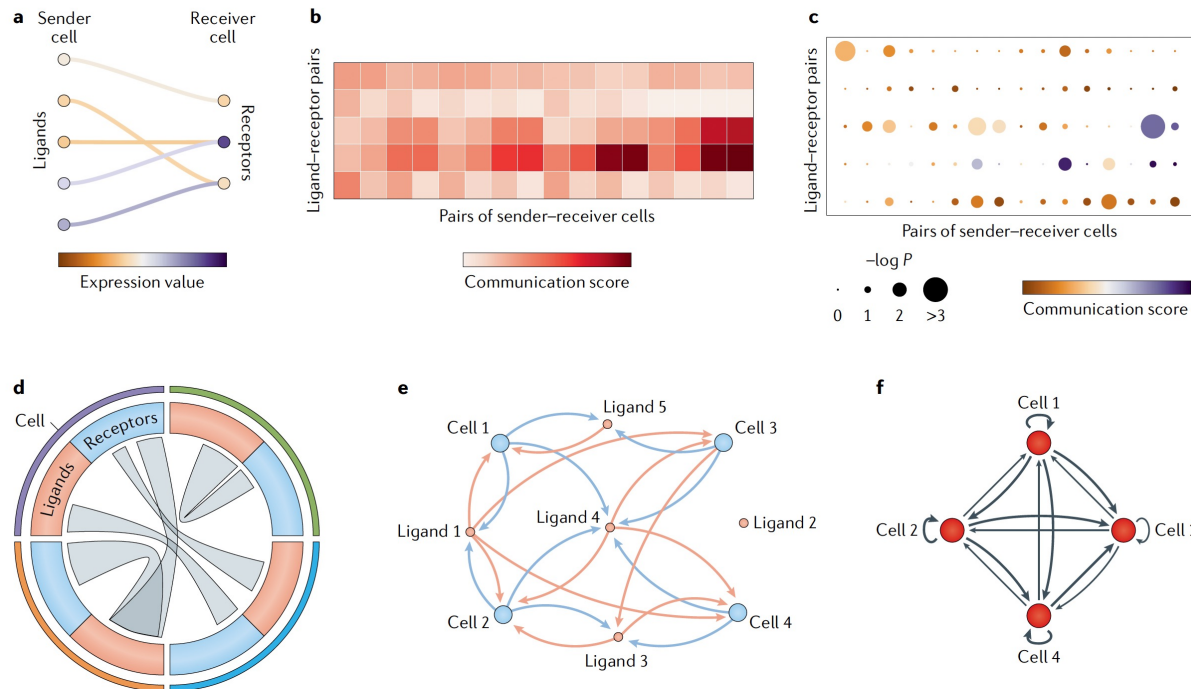 a
Sender
cell
Receiver
cell
Ligands
Receptors
Expression value
b
Ligand–receptor pairs
Pairs of sender–receiver cells
Communication score
c
Ligand–receptor pairs
Pairs of sender–receiver cells
–log P
0 1 2 >3
Communication score
d
Cell
Receptors
Ligands
e
Ligand 5
Cell 1
Cell 3
Ligand 4
Ligand 1
Ligand 2
Cell 2
Cell 4
Ligand 3
f
Cell 1
Cell 2
Cell
Cell 4